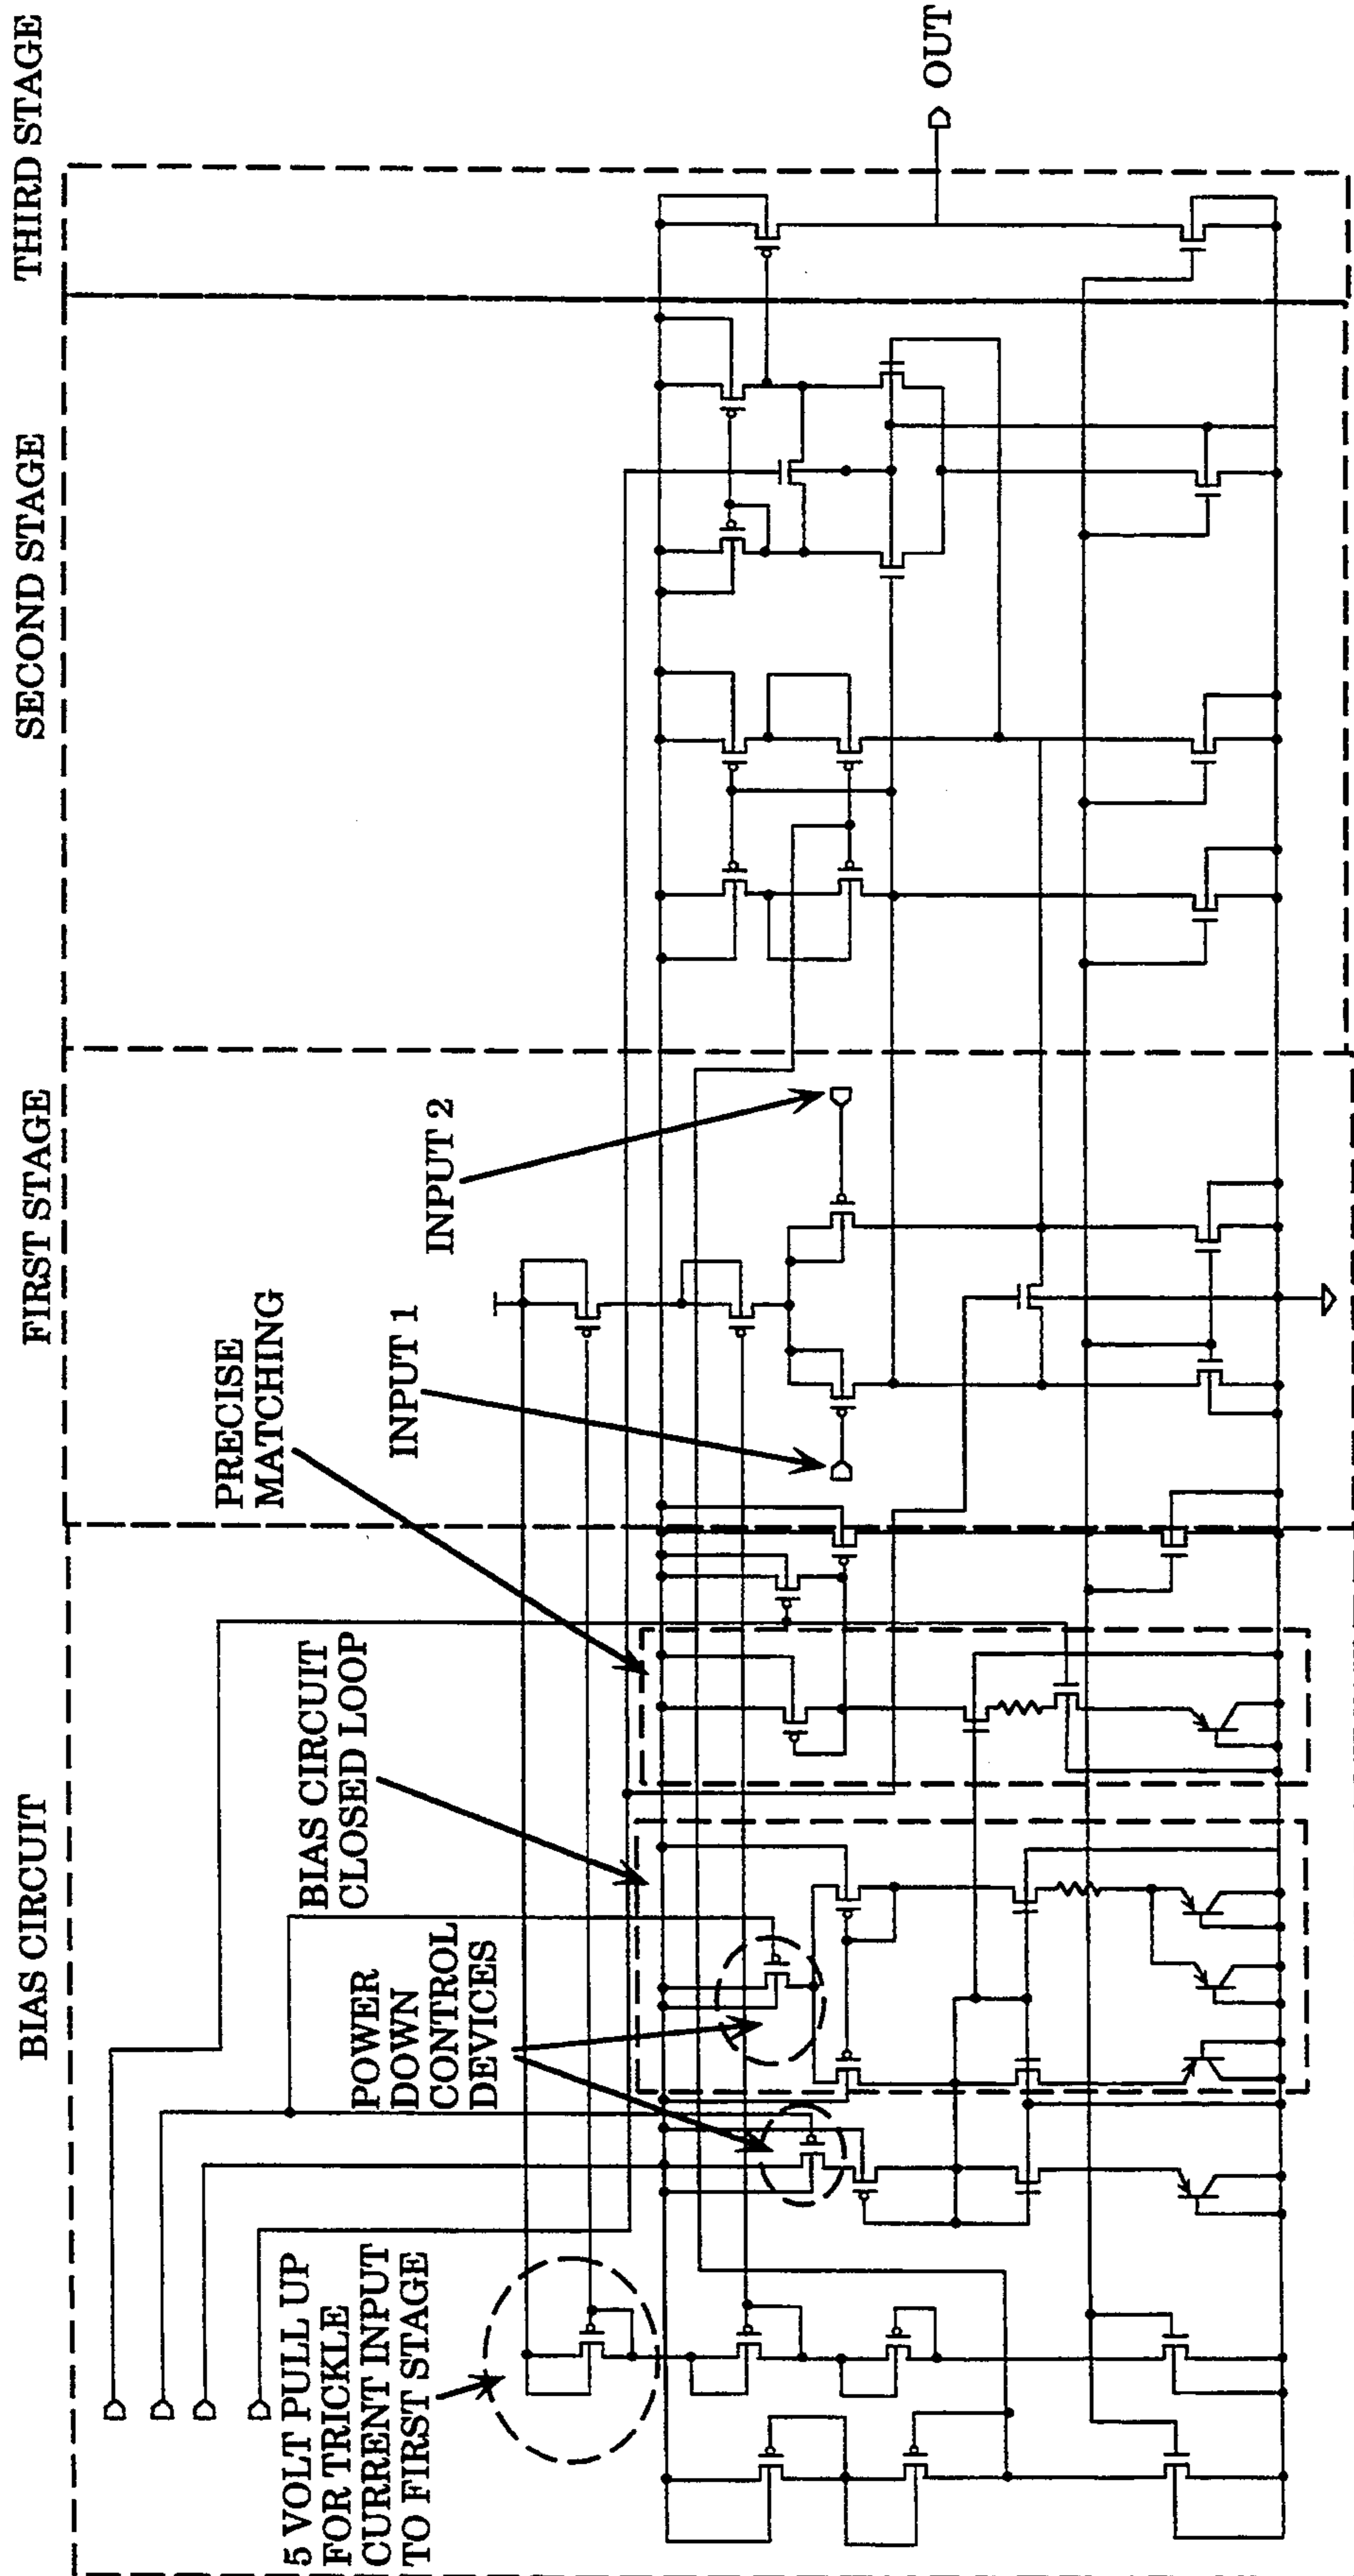 BIAS CIRCUIT
FIRST STAGE
SECOND STAGE
THIRD STAGE
5 VOLT PULL UP
FOR TRICKLE
CURRENT INPUT
TO FIRST STAGE
POWER
DOWN
CONTROL
DEVICES
BIAS CIRCUIT
CLOSED LOOP
PRECISE
MATCHING
INPUT 1
INPUT 2
OUT